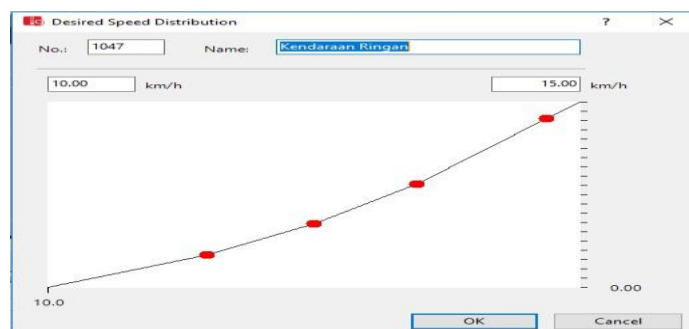 Desired Speed Distribution ? ×
No.: 1047 Name: Kendaraan Ringan
10.00 km/h 15.00 km/h
0.00
10.0
OK Cancel